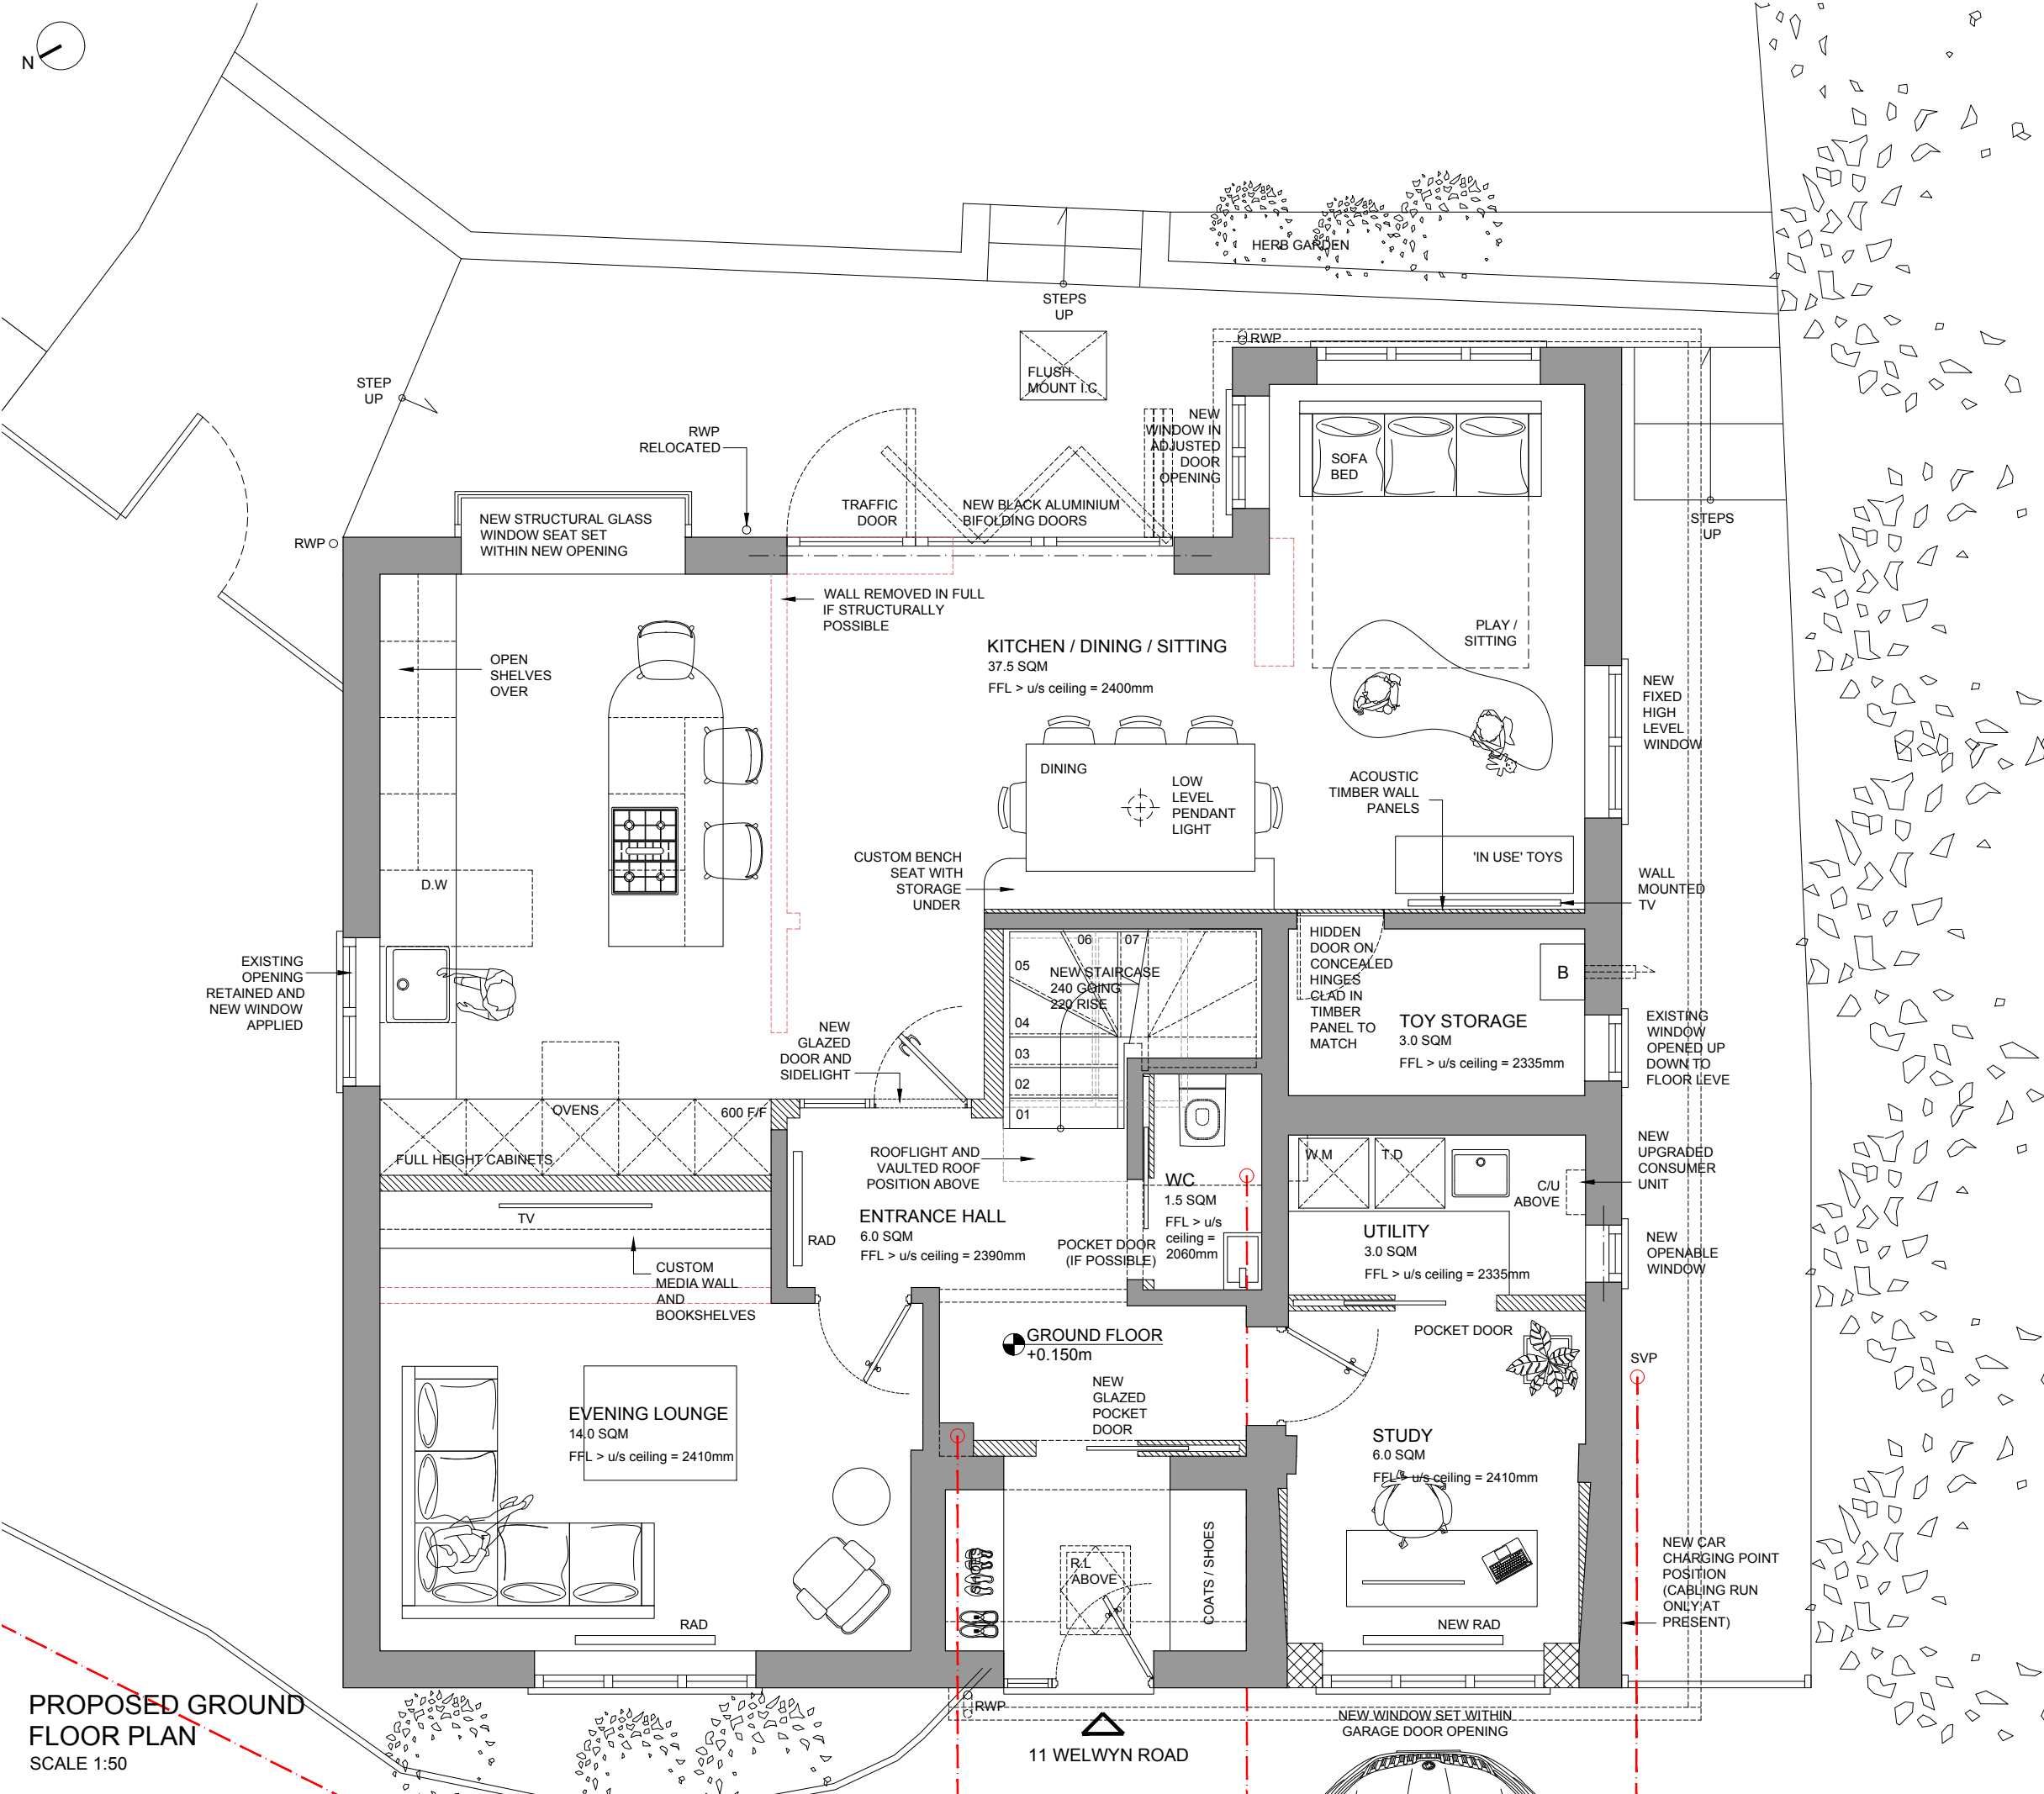 N
HERB GARDEN
STEPS
UP
RWP
FLUSH
MOUNT I.C
STEP
UP
NEW
WINDOW IN
ADJUSTED
DOOR
OPENING
RWP
RELOCATED
SOFA
BED
TRAFFIC
DOOR
NEW BLACK ALUMINIUM
BIFOLDING DOORS
NEW STRUCTURAL GLASS
WINDOW SEAT SET
WITHIN NEW OPENING
RWP
STEPS
UP
WALL REMOVED IN FULL
IF STRUCTURALLY
POSSIBLE
PLAY /
SITTING
KITCHEN / DINING / SITTING
37.5 SQM
FFL > u/s ceiling = 2400mm
OPEN
SHELVES
OVER
NEW
FIXED
HIGH
LEVEL
WINDOW
DINING
LOW
LEVEL
PENDANT
LIGHT
ACOUSTIC
TIMBER WALL
PANELS
'IN USE' TOYS
CUSTOM BENCH
SEAT WITH
STORAGE
UNDER
WALL
MOUNTED
TV
D.W
EXISTING
OPENING
RETAINED AND
NEW WINDOW
APPLIED
06
07
05
NEW STAIRCASE
240 GOING
220 RISE
04
03
02
01
HIDDEN
DOOR ON
CONCEALED
HINGES
CLAD IN
TIMBER
PANEL TO
MATCH
B
TOY STORAGE
3.0 SQM
FFL > u/s ceiling = 2335mm
EXISTING
WINDOW
OPENED UP
DOWN TO
FLOOR LEVE
NEW
GLAZED
DOOR AND
SIDELIGHT
OVENS
600 F/F
FULL HEIGHT CABINETS
ROOFLIGHT AND
VAULTED ROOF
POSITION ABOVE
W.M
T.D
NEW
UPGRADED
CONSUMER
UNIT
C/U
ABOVE
WC
1.5 SQM
FFL > u/s
ceiling =
2060mm
TV
RAD
ENTRANCE HALL
6.0 SQM
FFL > u/s ceiling = 2390mm
POCKET DOOR
(IF POSSIBLE)
UTILITY
3.0 SQM
FFL > u/s ceiling = 2335mm
NEW
OPENABLE
WINDOW
CUSTOM
MEDIA WALL
AND
BOOKSHELVES
GROUND FLOOR
+0.150m
POCKET DOOR
SVP
NEW
GLAZED
POCKET
DOOR
EVENING LOUNGE
14.0 SQM
FFL > u/s ceiling = 2410mm
STUDY
6.0 SQM
FFL > u/s ceiling = 2410mm
SHOES
R.L
ABOVE
COATS / SHOES
NEW CAR
CHARGING POINT
POSITION
(CABLING RUN
ONLY AT
PRESENT)
RAD
NEW RAD
RWP
NEW WINDOW SET WITHIN
GARAGE DOOR OPENING
11 WELWYN ROAD
PROPOSED GROUND
FLOOR PLAN
SCALE 1:50